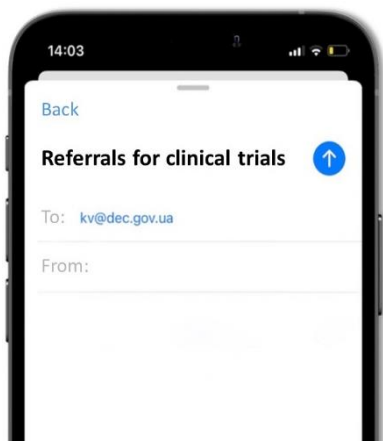 14:03
Back
Referrals for clinical trials
To: kv@dec.gov.ua
From: